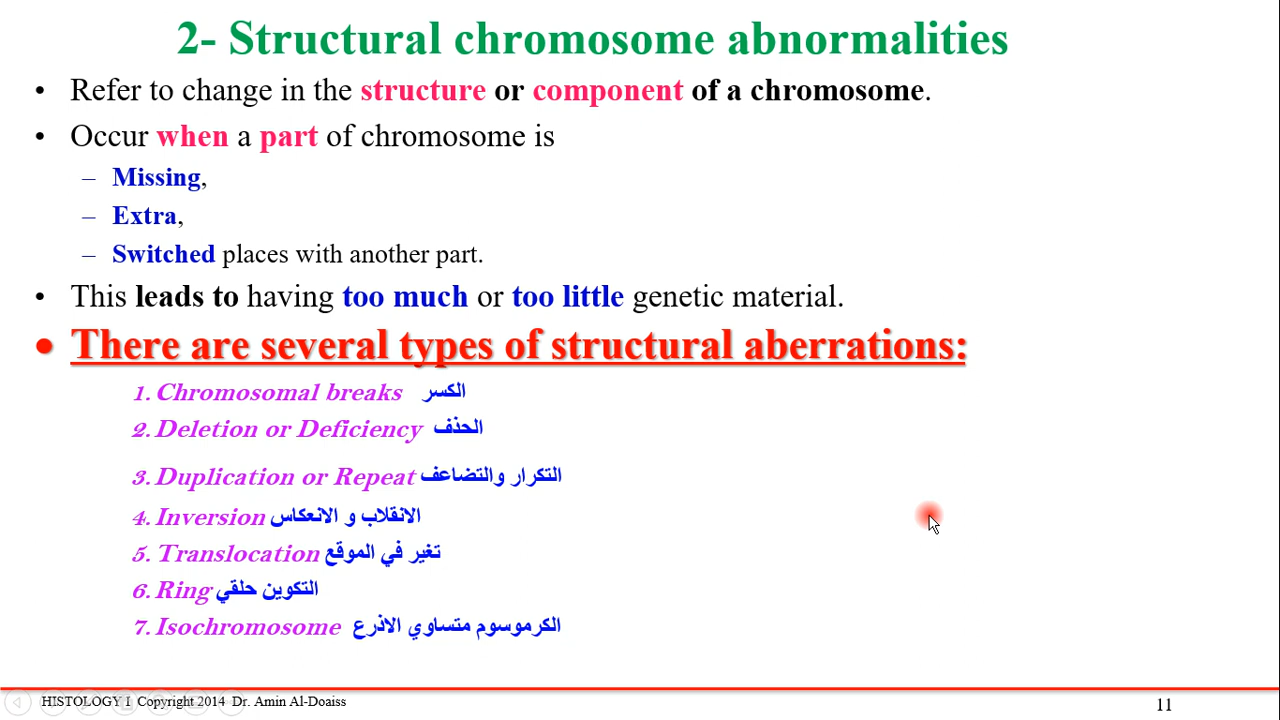 2- Structural chromosome abnormalities
• Refer to change in the structure or component of a chromosome.
• Occur when a part of chromosome is
– Missing,
– Extra,
– Switched places with another part.
• This leads to having too much or too little genetic material.
• There are several types of structural aberrations:
1. Chromosomal breaks الكسر
2. Deletion or Deficiency الحذف
3. Duplication or Repeat التكرار والتضاعف
4. Inversion الانقلاب و الانعكاس
5. Translocation تغير في الموقع
6. Ring التكوين حلقي
7. Isochromosome الكرموسوم متساوي الاذرع
HISTOLOGY I Copyright 2014 Dr. Amin Al-Doaiss
11